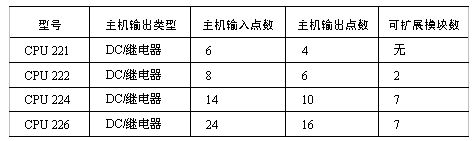 型号 主机输出类型 主机输入点数 主机输出点数 可扩展模块数
CPU 221 DC/继电器 6 4 无
CPU 222 DC/继电器 8 6 2
CPU 224 DC/继电器 14 10 7
CPU 226 DC/继电器 24 16 7